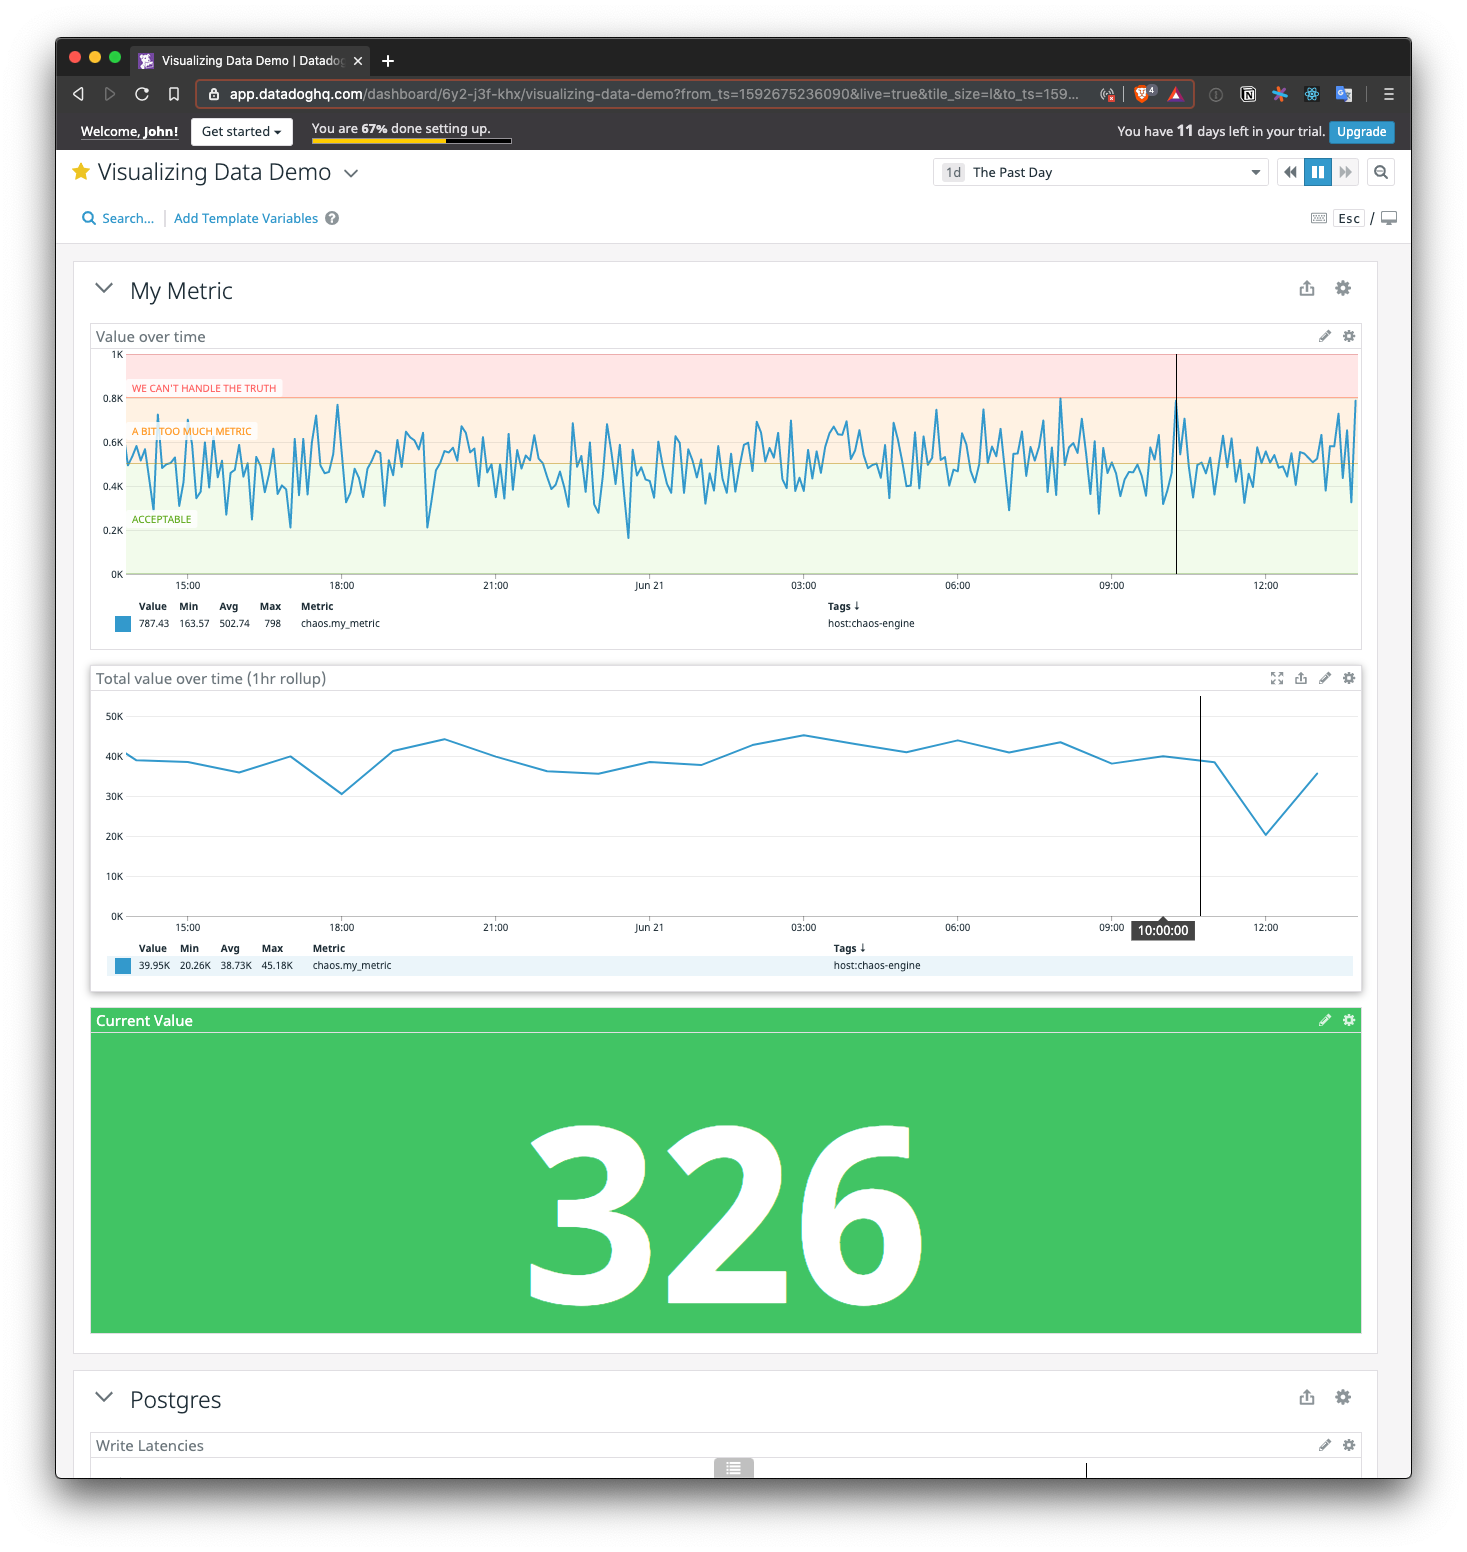 Visualizing Data Demo | Datadog
app.datadoghq.com/dashboard/6y2-j3f-khx/visualizing-data-demo?from_ts=1592675236090&live=true&tile_size=l&to_ts=159...
4
Welcome, John!
Get started
You are 67% done setting up.
You have 11 days left in your trial.
Upgrade
Visualizing Data Demo
1d The Past Day
Search...
Add Template Variables
Esc /
My Metric
Value over time
1K
WE CAN'T HANDLE THE TRUTH
0.8K
A BIT TOO MUCH METRIC
0.6K
0.4K
ACCEPTABLE
0.2K
0K
15:00 18:00 21:00 Jun 21 03:00 06:00 09:00 12:00
Value Min Avg Max Metric Tags ↓
787.43 163.57 502.74 798 chaos.my_metric host:chaos-engine
Total value over time (1hr rollup)
50K
40K
30K
20K
10K
0K
15:00 18:00 21:00 Jun 21 03:00 06:00 09:00 12:00
10:00:00
Value Min Avg Max Metric Tags ↓
39.95K 20.26K 38.73K 45.18K chaos.my_metric host:chaos-engine
Current Value
326
Postgres
Write Latencies